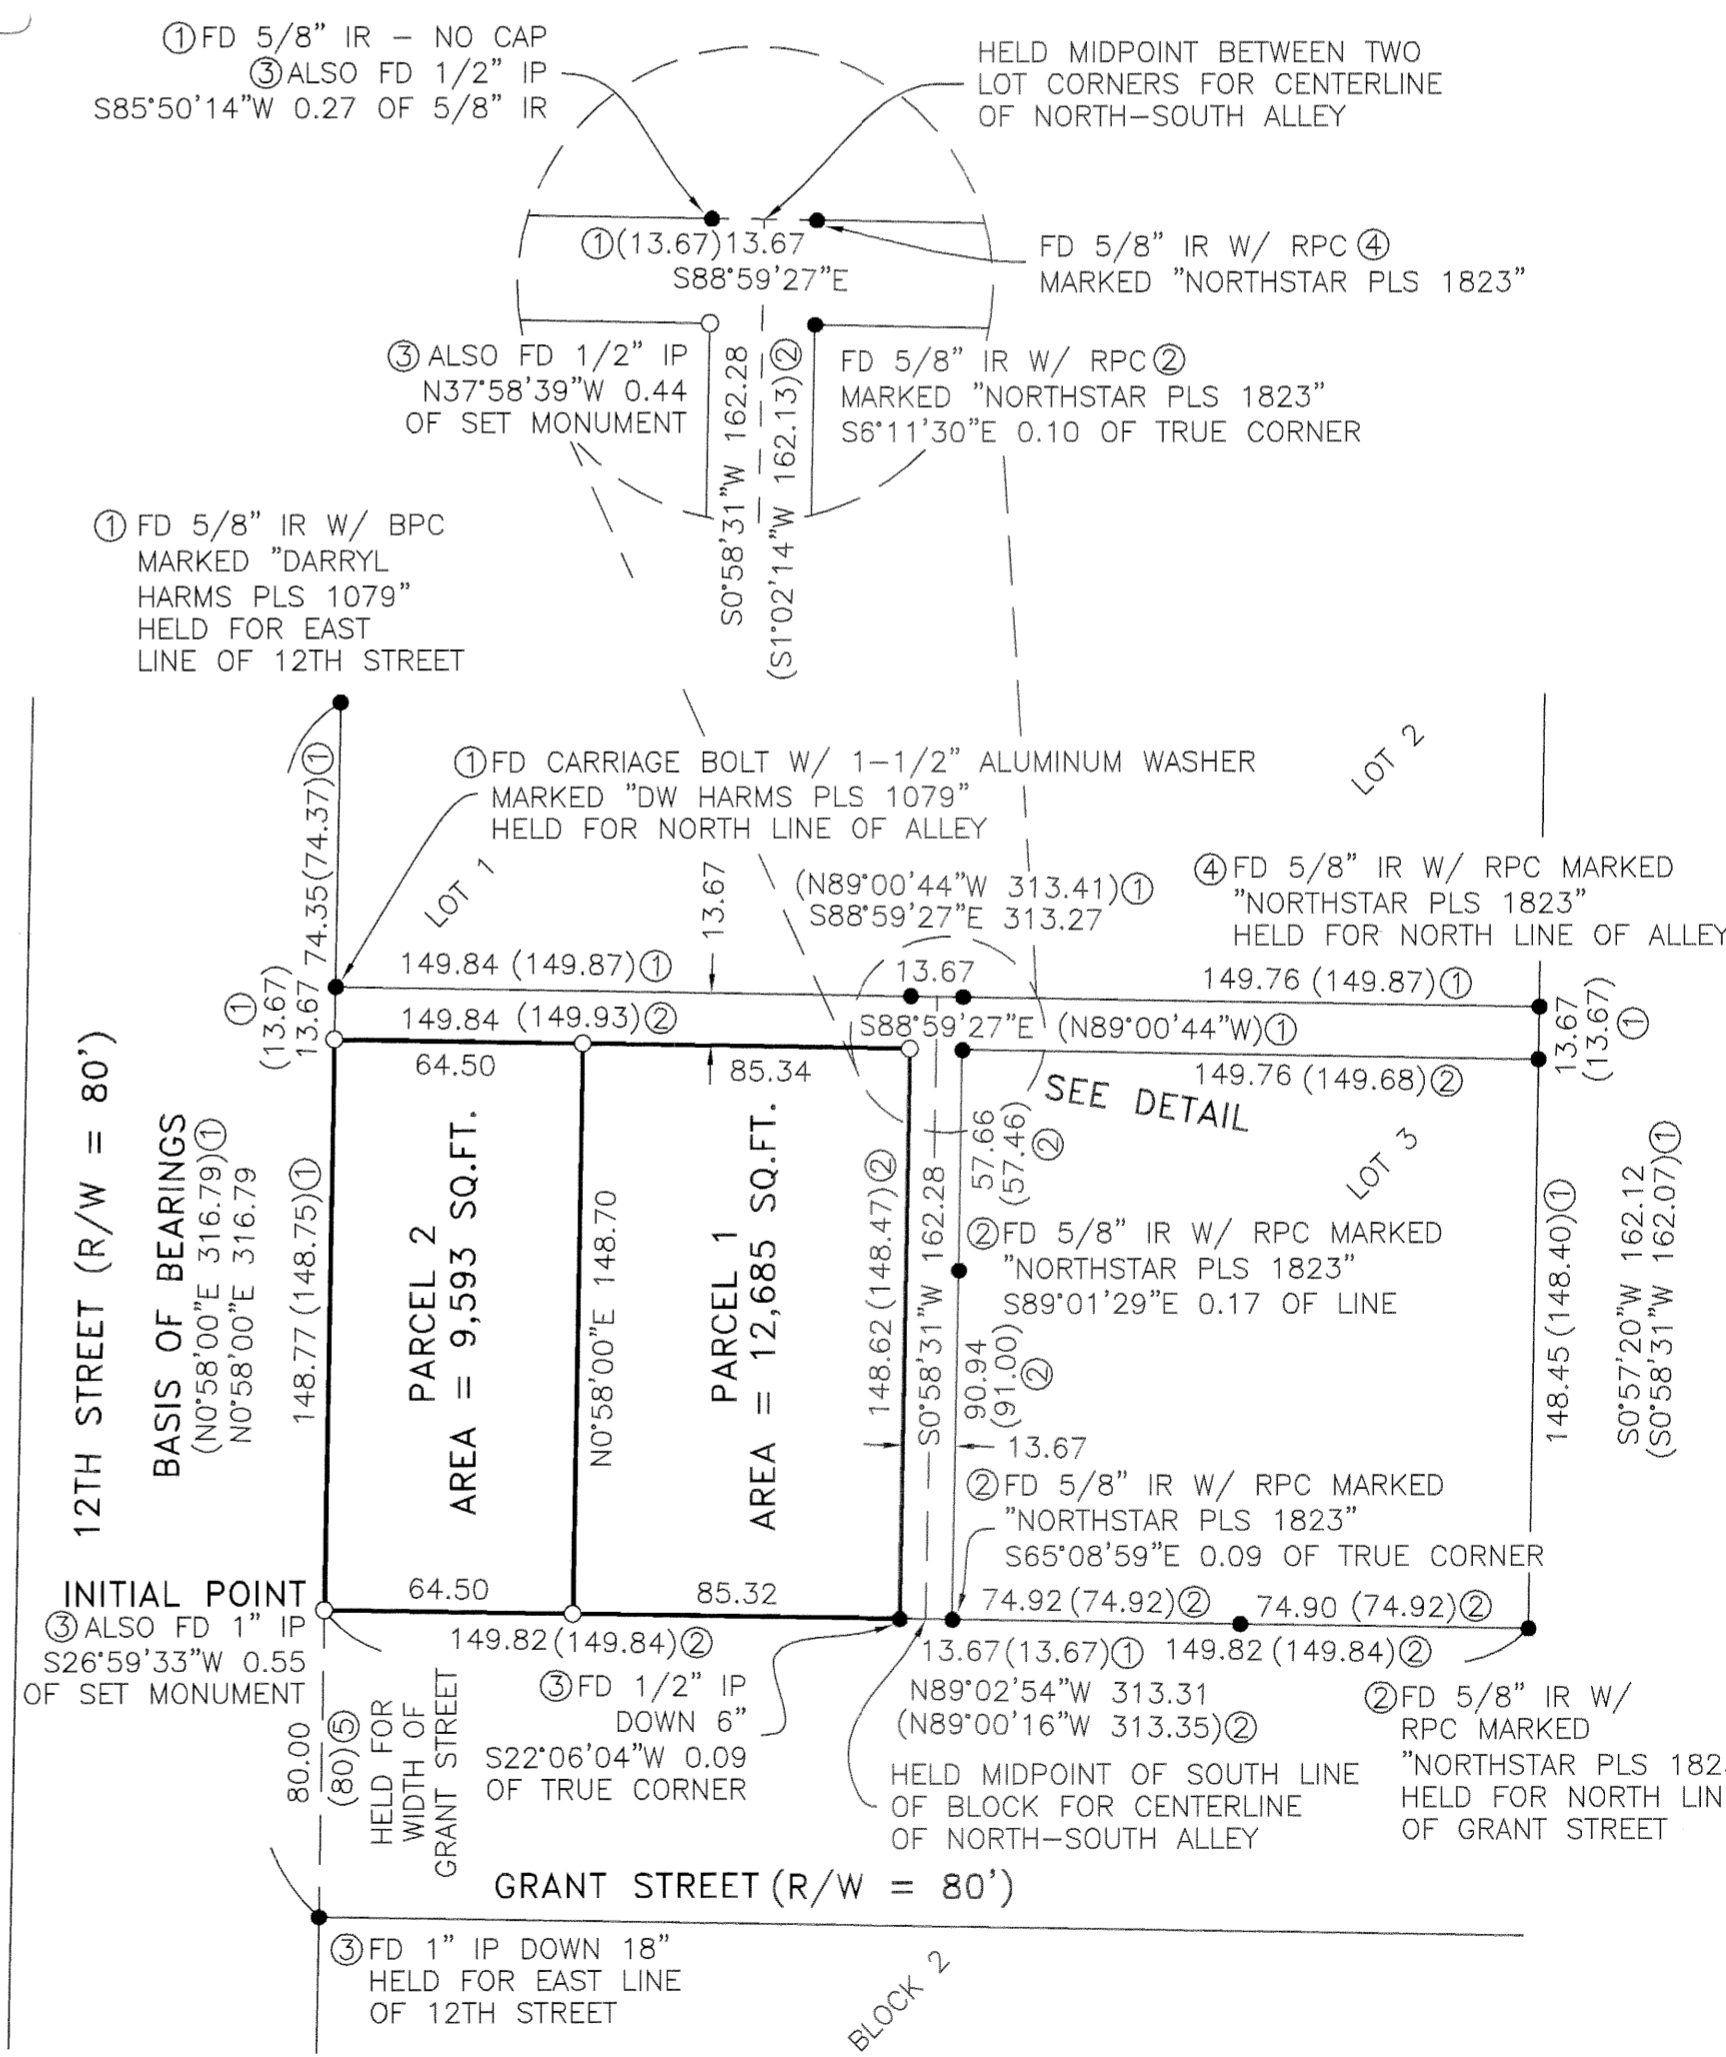 ①FD 5/8" IR – NO CAP
③ALSO FD 1/2" IP
S85°50'14"W 0.27 OF 5/8" IR
HELD MIDPOINT BETWEEN TWO
LOT CORNERS FOR CENTERLINE
OF NORTH–SOUTH ALLEY
①(13.67)13.67
S88°59'27"E
FD 5/8" IR W/ RPC④
MARKED "NORTHSTAR PLS 1823"
③ALSO FD 1/2" IP
N37°58'39"W 0.44
OF SET MONUMENT
S0°58'31"W 162.28
(S1°02'14"W 162.13)②
FD 5/8" IR W/ RPC②
MARKED "NORTHSTAR PLS 1823"
S6°11'30"E 0.10 OF TRUE CORNER
① FD 5/8" IR W/ BPC
MARKED "DARRYL
HARMS PLS 1079"
HELD FOR EAST
LINE OF 12TH STREET
74.35(74.37)①
①FD CARRIAGE BOLT W/ 1–1/2" ALUMINUM WASHER
MARKED "DW HARMS PLS 1079"
HELD FOR NORTH LINE OF ALLEY
LOT 2
LOT 1
13.67
(N89°00'44"W 313.41)①
S88°59'27"E 313.27
④FD 5/8" IR W/ RPC MARKED
"NORTHSTAR PLS 1823"
HELD FOR NORTH LINE OF ALLEY
149.84 (149.87)①
13.67
149.76 (149.87)①
①
(13.67)
13.67
149.84 (149.93)②
S88°59'27"E (N89°00'44"W)①
13.67
(13.67)
①
64.50
85.34
149.76 (149.68)②
SEE DETAIL
12TH STREET (R/W = 80')
BASIS OF BEARINGS
(N0°58'00"E 316.79)①
N0°58'00"E 316.79
148.77 (148.75)①
PARCEL 2
AREA = 9,593 SQ.FT.
N0°58'00"E 148.70
PARCEL 1
AREA = 12,685 SQ.FT.
148.62 (148.47)②
S0°58'31"W 162.28
57.66
(57.46)
②
LOT 3
②FD 5/8" IR W/ RPC MARKED
"NORTHSTAR PLS 1823"
S89°01'29"E 0.17 OF LINE
90.94
(91.00)
②
13.67
148.45 (148.40)①
S0°57'20"W 162.12
(S0°58'31"W 162.07)①
②FD 5/8" IR W/ RPC MARKED
"NORTHSTAR PLS 1823"
S65°08'59"E 0.09 OF TRUE CORNER
INITIAL POINT
③ALSO FD 1" IP
S26°59'33"W 0.55
OF SET MONUMENT
64.50
85.32
74.92 (74.92)②
74.90 (74.92)②
149.82 (149.84)②
13.67(13.67)①
149.82 (149.84)②
N89°02'54"W 313.31
(N89°00'16"W 313.35)②
80.00
(80)⑤
HELD FOR
WIDTH OF
GRANT STREET
③FD 1/2" IP
DOWN 6"
S22°06'04"W 0.09
OF TRUE CORNER
HELD MIDPOINT OF SOUTH LINE
OF BLOCK FOR CENTERLINE
OF NORTH–SOUTH ALLEY
②FD 5/8" IR W/
RPC MARKED
"NORTHSTAR PLS 182
HELD FOR NORTH LIN
OF GRANT STREET
GRANT STREET (R/W = 80')
③FD 1" IP DOWN 18"
HELD FOR EAST LINE
OF 12TH STREET
BLOCK 2